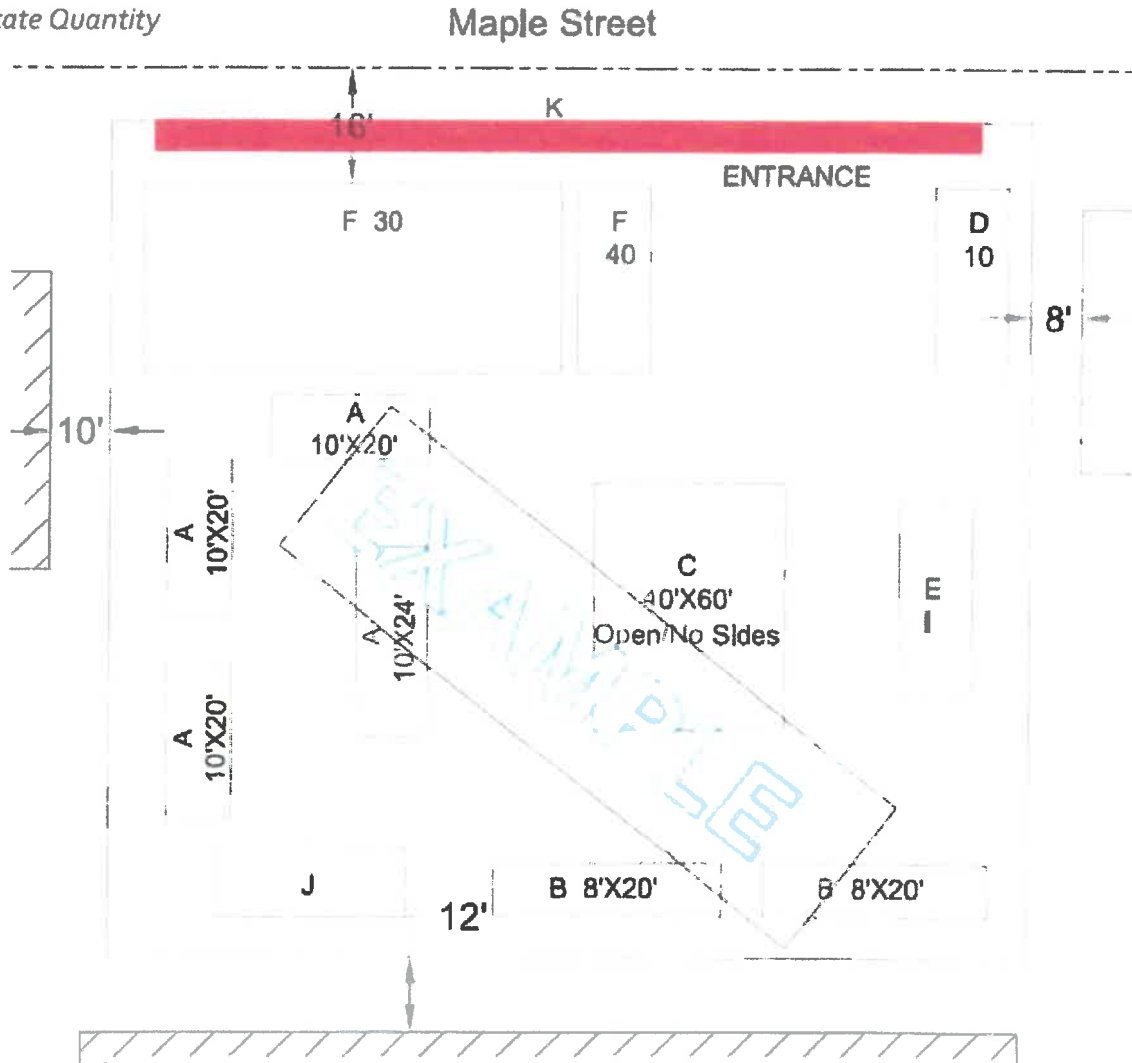 ate Quantity
Maple Street
K
16'
ENTRANCE
F 30
F
40
D
10
8'
10'
A
10'X20'
A
10'X20'
A
10'X24'
C
40'X60'
Open/No Sides
E
A
10'X20'
EXAMPLE
J
B 8'X20'
B 8'X20'
12'